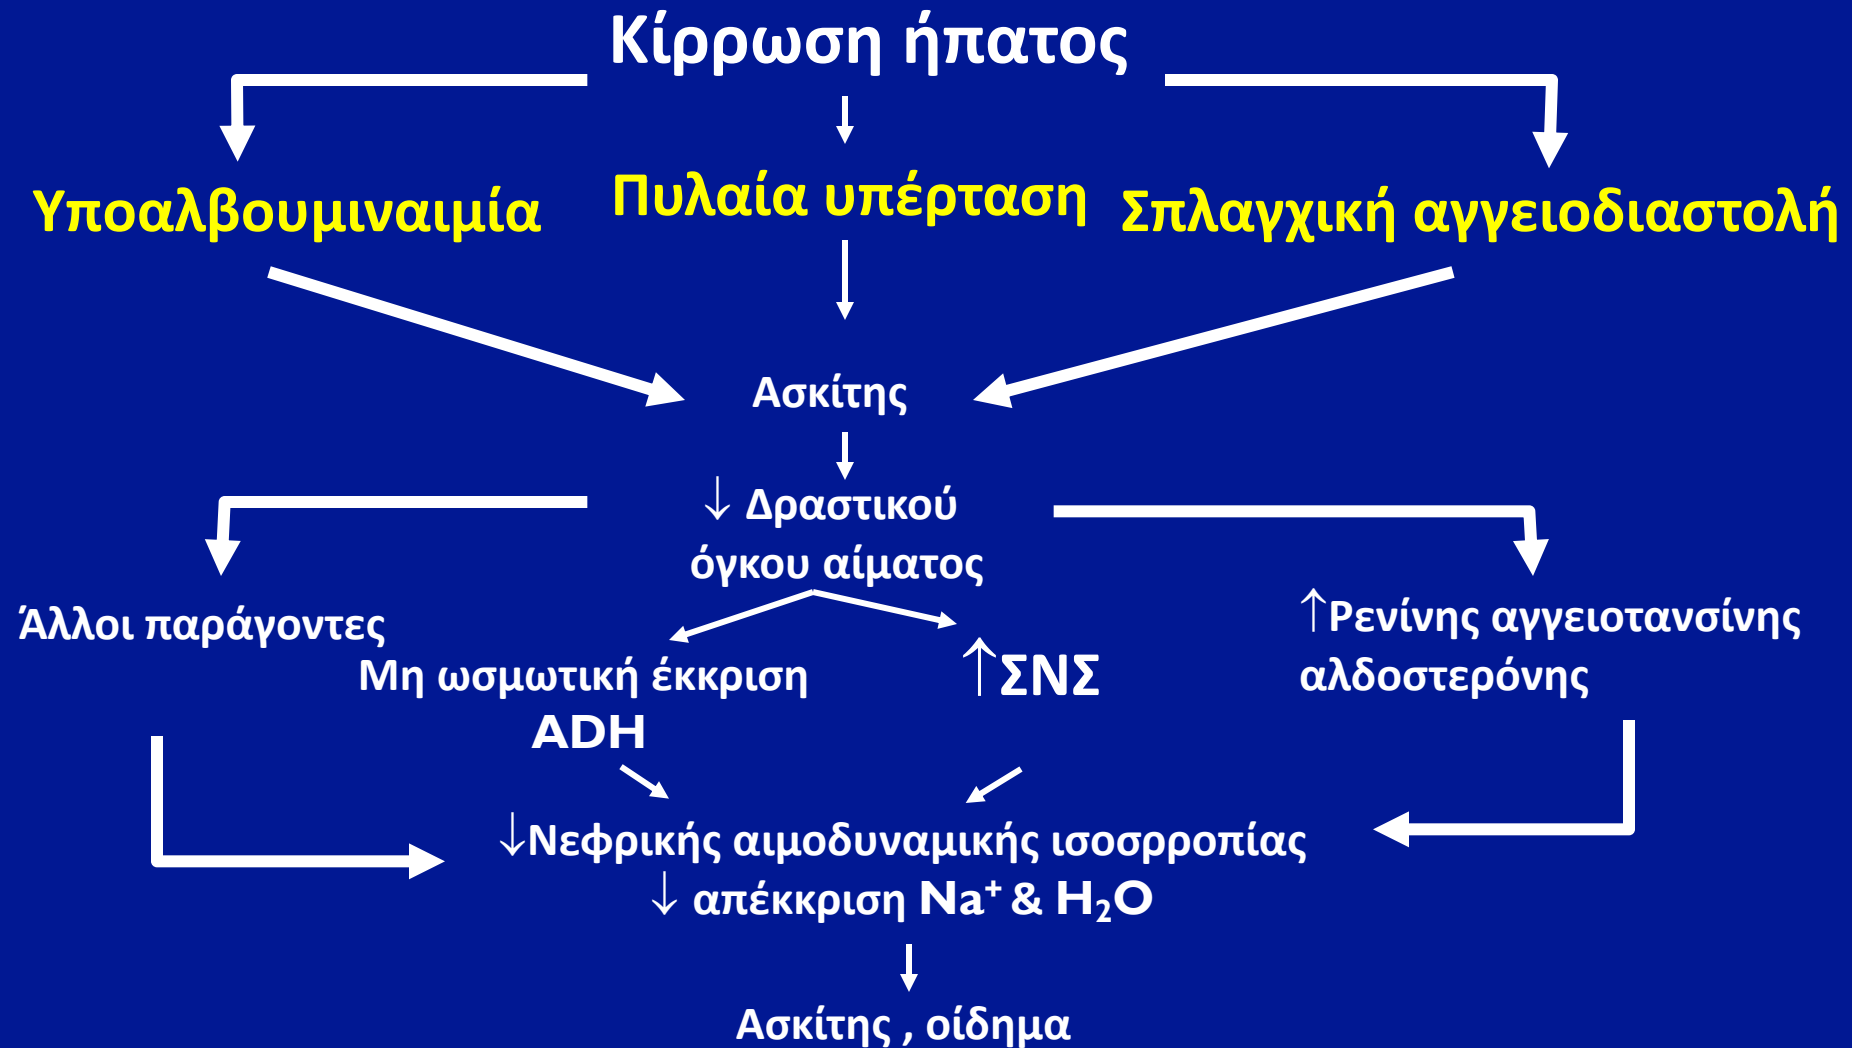 Κίρρωση ήπατος
Υποαλβουμιναιμία
Πυλαία υπέρταση
Σπλαγχική αγγειοδιαστολή
Ασκίτης
↓ Δραστικού
όγκου αίματος
Άλλοι παράγοντες
Μη ωσμωτική έκκριση
ADH
↑ΣΝΣ
↑Ρενίνης αγγειοτανσίνης
αλδοστερόνης
↓Νεφρικής αιμοδυναμικής ισοσρροπίας
↓ απέκκριση Na⁺ & H₂O
Ασκίτης , οίδημα